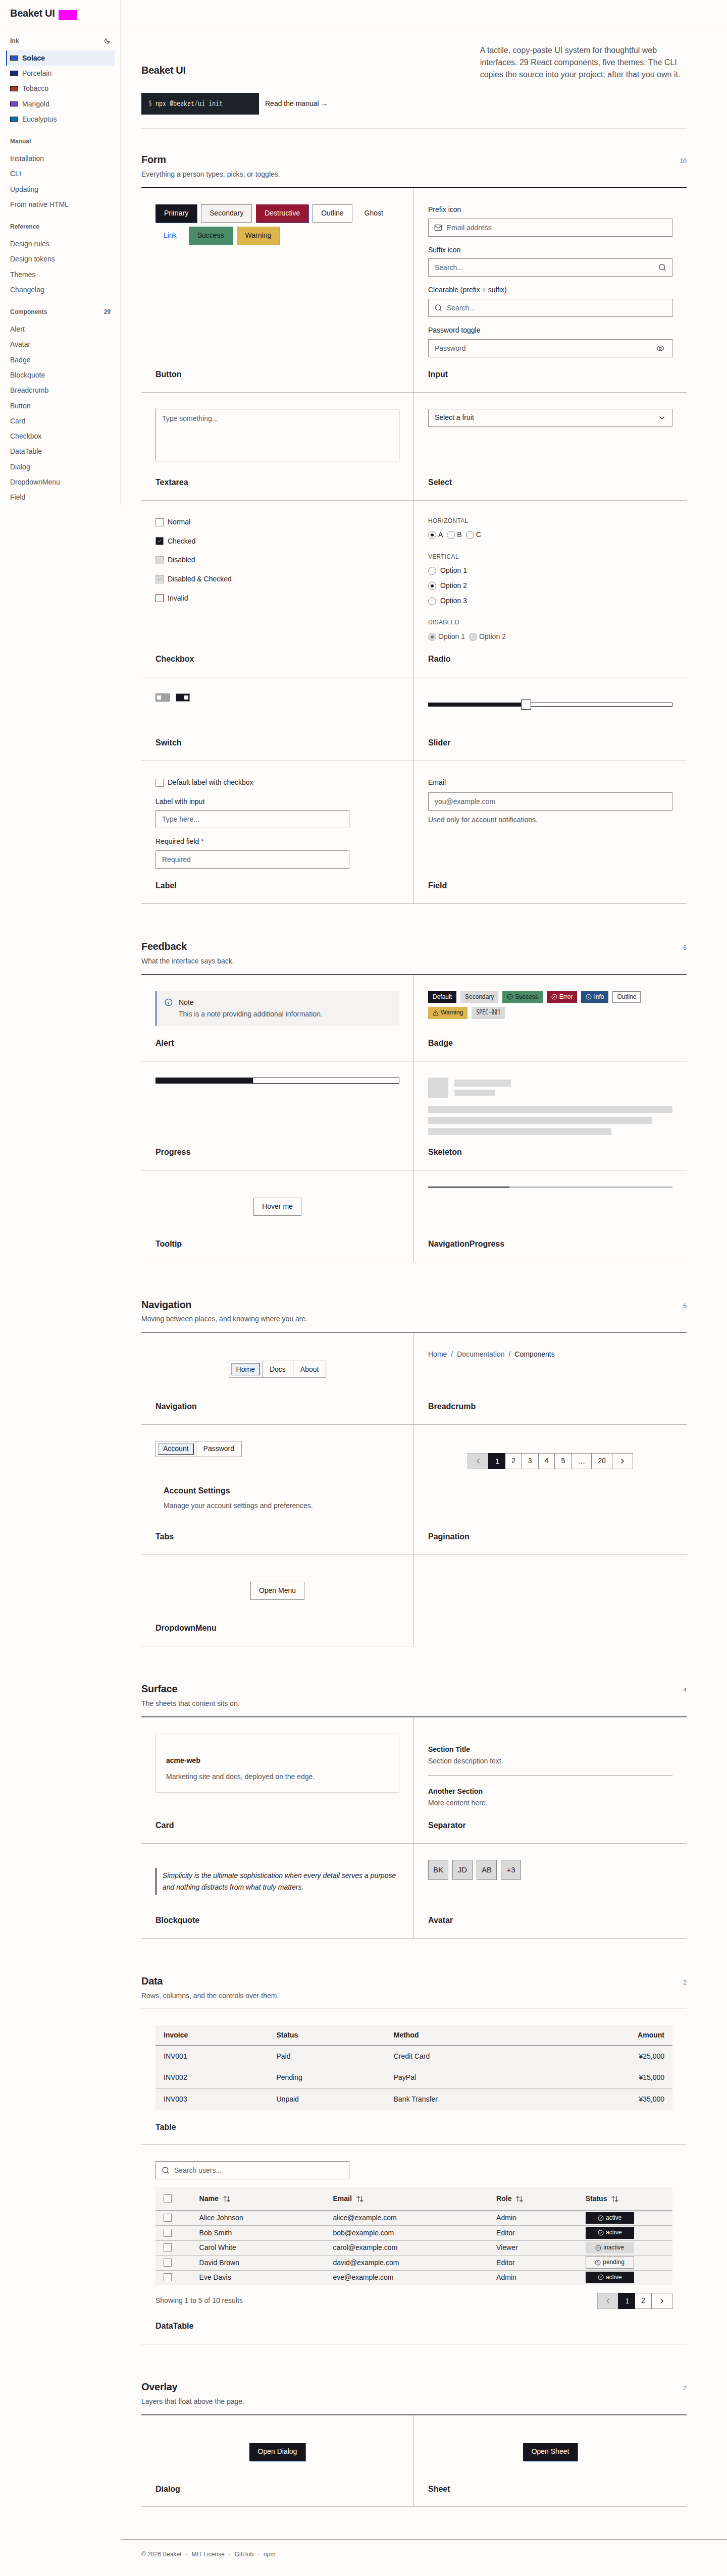 Beaket UI
Ink
Solace
Porcelain
Tobacco
Marigold
Eucalyptus
Manual
Installation
CLI
Updating
From native HTML
Reference
Design rules
Design tokens
Themes
Changelog
Components 29
Alert
Avatar
Badge
Blockquote
Breadcrumb
Button
Card
Checkbox
DataTable
Dialog
DropdownMenu
Field
Beaket UI
A tactile, copy-paste UI system for thoughtful web
interfaces. 29 React components, five themes. The CLI
copies the source into your project; after that you own it.
$ npx @beaket/ui init
Read the manual →
Form 10
Everything a person types, picks, or toggles.
Primary Secondary Destructive Outline Ghost
Link Success Warning
Button
Prefix icon
Email address
Suffix icon
Search...
Clearable (prefix + suffix)
Search...
Password toggle
Password
Input
Type something...
Textarea
Select a fruit
Select
Normal
Checked
Disabled
Disabled & Checked
Invalid
Checkbox
HORIZONTAL
A B C
VERTICAL
Option 1
Option 2
Option 3
DISABLED
Option 1 Option 2
Radio
Switch
Slider
Default label with checkbox
Label with input
Type here...
Required field *
Required
Label
Email
you@example.com
Used only for account notifications.
Field
Feedback 6
What the interface says back.
Note
This is a note providing additional information.
Alert
Default Secondary Success Error Info Outline
Warning SPEC-001
Badge
Progress
Skeleton
Hover me
Tooltip
NavigationProgress
Navigation 5
Moving between places, and knowing where you are.
Home Docs About
Navigation
Home / Documentation / Components
Breadcrumb
Account Password
Account Settings
Manage your account settings and preferences.
Tabs
1 2 3 4 5 ... 20
Pagination
Open Menu
DropdownMenu
Surface 4
The sheets that content sits on.
acme-web
Marketing site and docs, deployed on the edge.
Card
Section Title
Section description text.
Another Section
More content here.
Separator
Simplicity is the ultimate sophistication when every detail serves a purpose
and nothing distracts from what truly matters.
Blockquote
BK JD AB +3
Avatar
Data 2
Rows, columns, and the controls over them.
Invoice Status Method Amount
INV001 Paid Credit Card ¥25,000
INV002 Pending PayPal ¥15,000
INV003 Unpaid Bank Transfer ¥35,000
Table
Search users...
Name Email Role Status
Alice Johnson alice@example.com Admin active
Bob Smith bob@example.com Editor active
Carol White carol@example.com Viewer inactive
David Brown david@example.com Editor pending
Eve Davis eve@example.com Admin active
Showing 1 to 5 of 10 results
1 2
DataTable
Overlay 2
Layers that float above the page.
Open Dialog
Dialog
Open Sheet
Sheet
© 2026 Beaket · MIT License · GitHub · npm